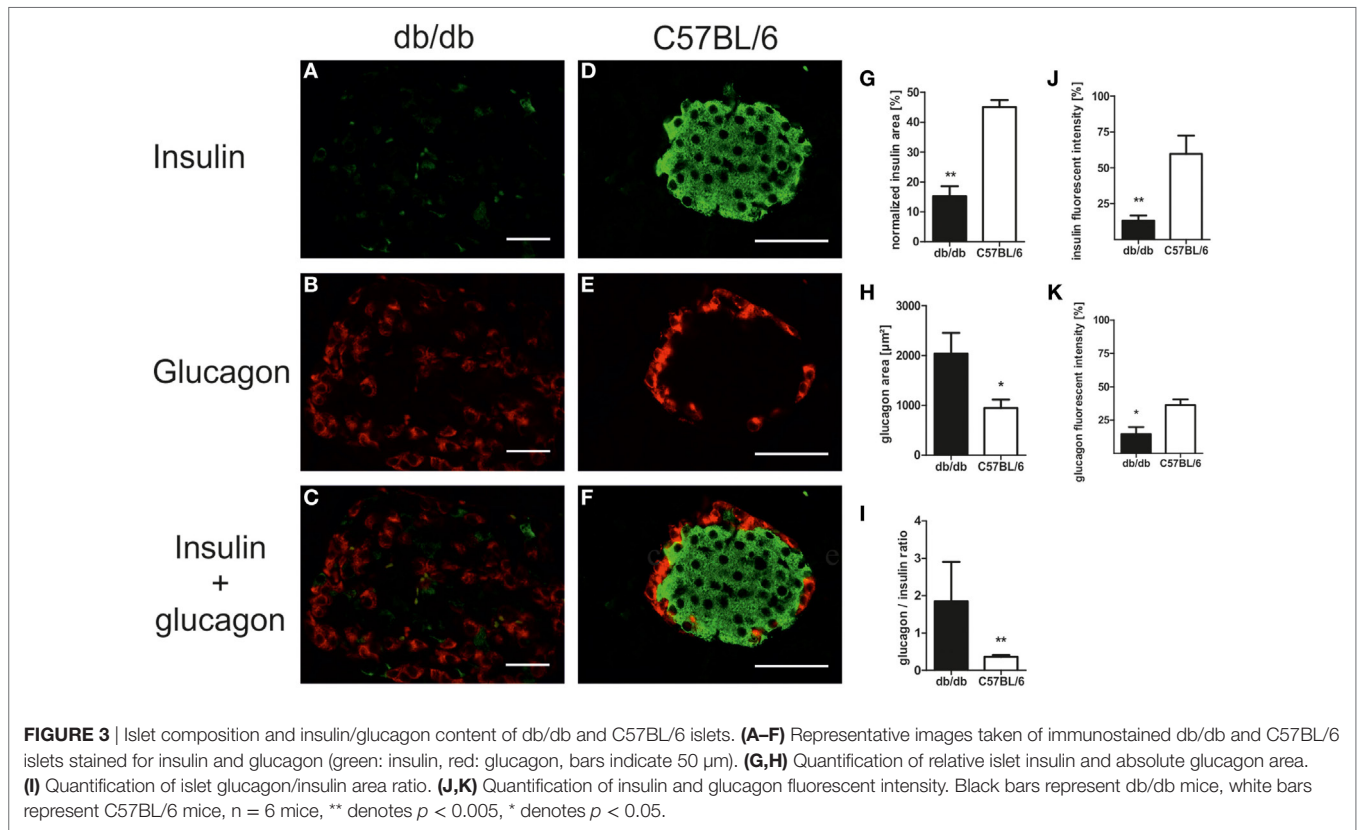 db/db C57BL/6
A
D
Insulin
B
E
Glucagon
C
F
Insulin
+
glucagon
G
normalized insulin area [%]
50
40
30
20
10
0
**
db/db C57BL/6
J
insulin fluorescent intensity [%]
100
75
50
25
**
db/db C57BL/6
H
glucagon area [µm²]
3000
2000
1000
0
*
db/db C57BL/6
K
glucagon fluorescent intensity [%]
100
75
50
25
*
db/db C57BL/6
I
glucagon / insulin ratio
4
3
2
1
0
**
db/db C57BL/6
FIGURE 3 | Islet composition and insulin/glucagon content of db/db and C57BL/6 islets. (A–F) Representative images taken of immunostained db/db and C57BL/6
islets stained for insulin and glucagon (green: insulin, red: glucagon, bars indicate 50 µm). (G,H) Quantification of relative islet insulin and absolute glucagon area.
(I) Quantification of islet glucagon/insulin area ratio. (J,K) Quantification of insulin and glucagon fluorescent intensity. Black bars represent db/db mice, white bars
represent C57BL/6 mice, n = 6 mice, ** denotes p < 0.005, * denotes p < 0.05.